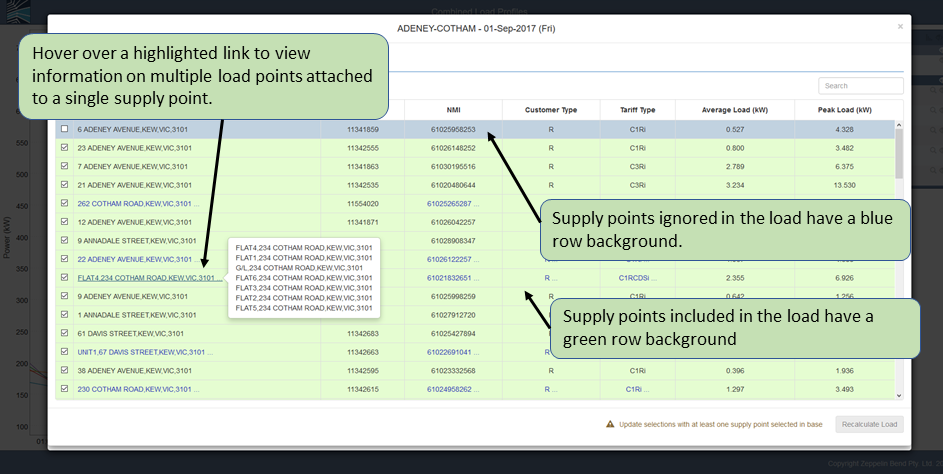 Combined Load Profiles
ADENEY-COTHAM - 01-Sep-2017 (Fri)
×
Hover over a highlighted link to view
information on multiple load points attached
to a single supply point.
Search
NMI Customer Type Tariff Type Average Load (kW) Peak Load (kW)
6 ADENEY AVENUE,KEW,VIC,3101 11341859 61025958253 R C1Ri 0.527 4.328
23 ADENEY AVENUE,KEW,VIC,3101 11342555 61026148252 R C1Ri 0.800 3.482
7 ADENEY AVENUE,KEW,VIC,3101 11341863 61030195516 R C3Ri 2.789 6.375
21 ADENEY AVENUE,KEW,VIC,3101 11342535 61020480644 R C3Ri 3.234 13.530
262 COTHAM ROAD,KEW,VIC,3101 ... 11554020 61025265287 ...
12 ADENEY AVENUE,KEW,VIC,3101 11341871 61026042257
9 ANNADALE STREET,KEW,VIC,3101 61028908347
22 ADENEY AVENUE,KEW,VIC,3101 ... 61026122257 ...
FLAT4,234 COTHAM ROAD,KEW,VIC,3101 ... 61021832651 ... R ... C1RCDSi ... 2.355 6.926
9 ADENEY AVENUE,KEW,VIC,3101 61025998259 R C1Ri 0.642 1.256
1 ANNADALE STREET,KEW,VIC,3101 61027912720
61 DAVIS STREET,KEW,VIC,3101 11342683 61025427894
UNIT1,67 DAVIS STREET,KEW,VIC,3101 ... 11342663 61022691041 ...
38 ADENEY AVENUE,KEW,VIC,3101 11342595 61023332568 R C1Ri 0.396 1.936
230 COTHAM ROAD,KEW,VIC,3101 ... 11342615 61024958262 ... R ... C1Ri ... 1.297 3.493
FLAT4,234 COTHAM ROAD,KEW,VIC,3101
FLAT1,234 COTHAM ROAD,KEW,VIC,3101
G/L,234 COTHAM ROAD,KEW,VIC,3101
FLAT6,234 COTHAM ROAD,KEW,VIC,3101
FLAT3,234 COTHAM ROAD,KEW,VIC,3101
FLAT2,234 COTHAM ROAD,KEW,VIC,3101
FLAT5,234 COTHAM ROAD,KEW,VIC,3101
Supply points ignored in the load have a blue
row background.
Supply points included in the load have a
green row background
Update selections with at least one supply point selected in base
Recalculate Load
Power (kW)
550
500
450
400
350
300
250
200
150
100